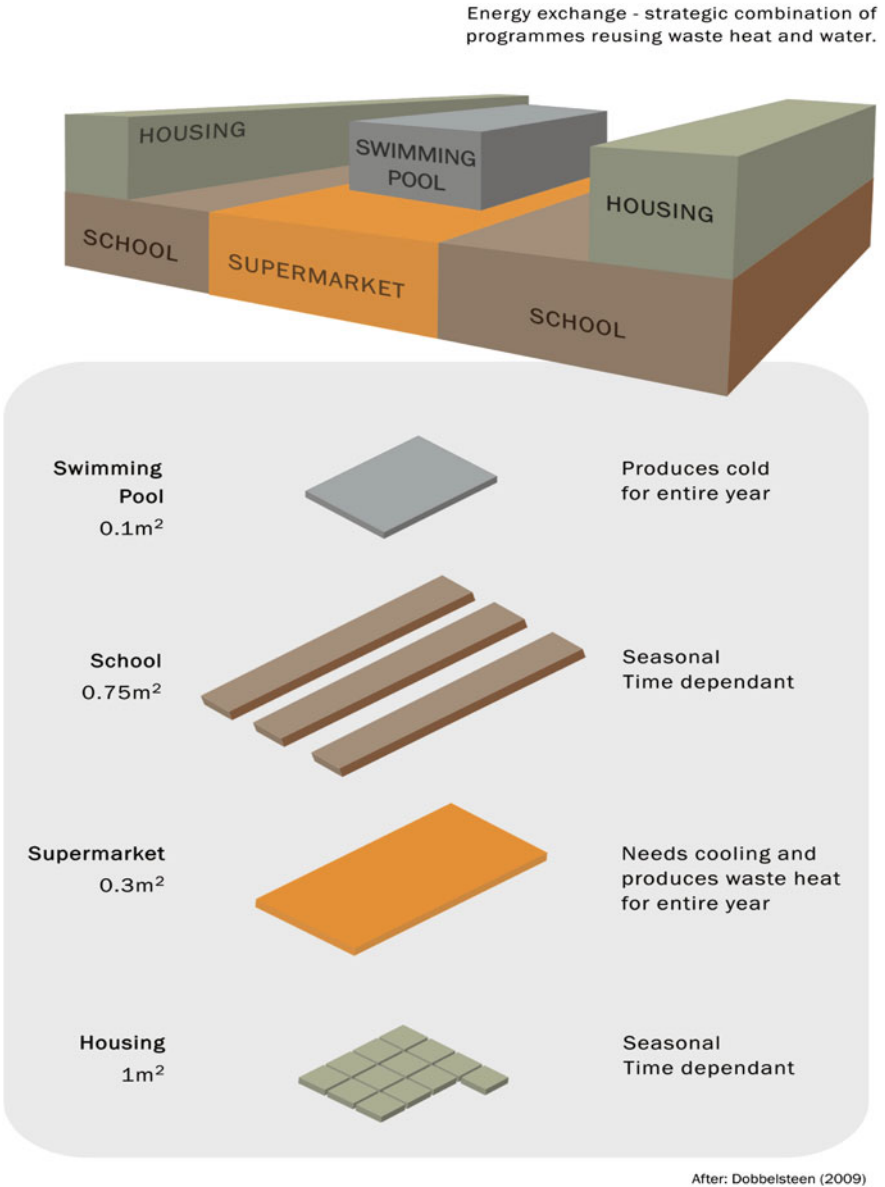 Energy exchange - strategic combination of
programmes reusing waste heat and water.
HOUSING
SWIMMING
POOL
HOUSING
SCHOOL
SUPERMARKET
SCHOOL
Swimming
Pool
0.1m²
Produces cold
for entire year
School
0.75m²
Seasonal
Time dependant
Supermarket
0.3m²
Needs cooling and
produces waste heat
for entire year
Housing
1m²
Seasonal
Time dependant
After: Dobbelsteen (2009)